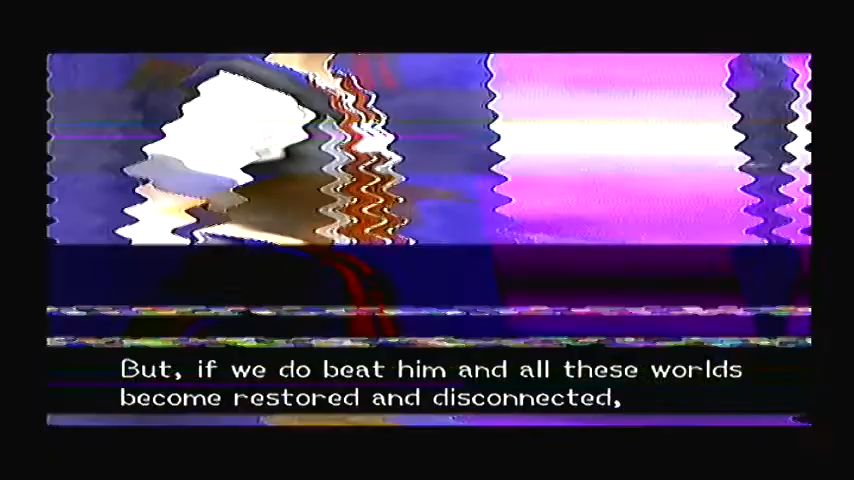 But, if we do beat him and all these worlds
become restored and disconnected,